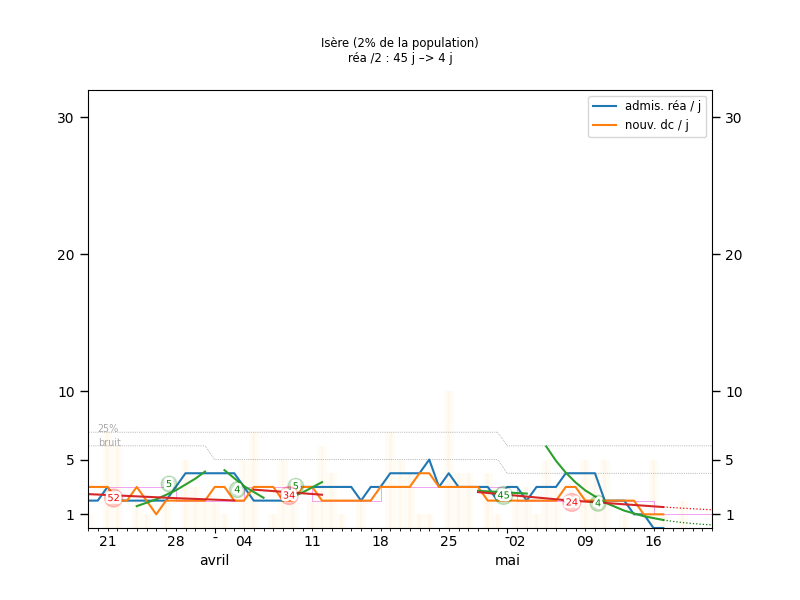 Isère (2% de la population)
réa /2 : 45 j –> 4 j
admis. réa / j
nouv. dc / j
30 30
20 20
10 10
25%
bruit
5 5
52 5 4 34 5 45 24 4
1 1
21 28 - 04 11 18 25 - 02 09 16
avril mai